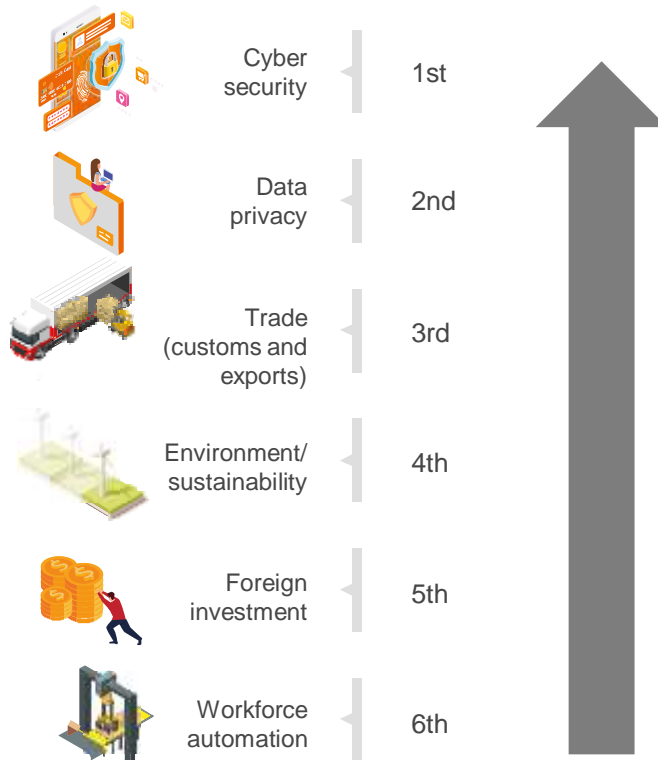 Cyber
security
1st
Data
privacy
2nd
Trade
(customs and
exports)
3rd
Environment/
sustainability
4th
Foreign
investment
5th
Workforce
automation
6th